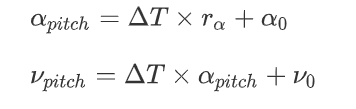 α_pitch = ΔT × r_α + α_0
ν_pitch = ΔT × α_pitch + ν_0